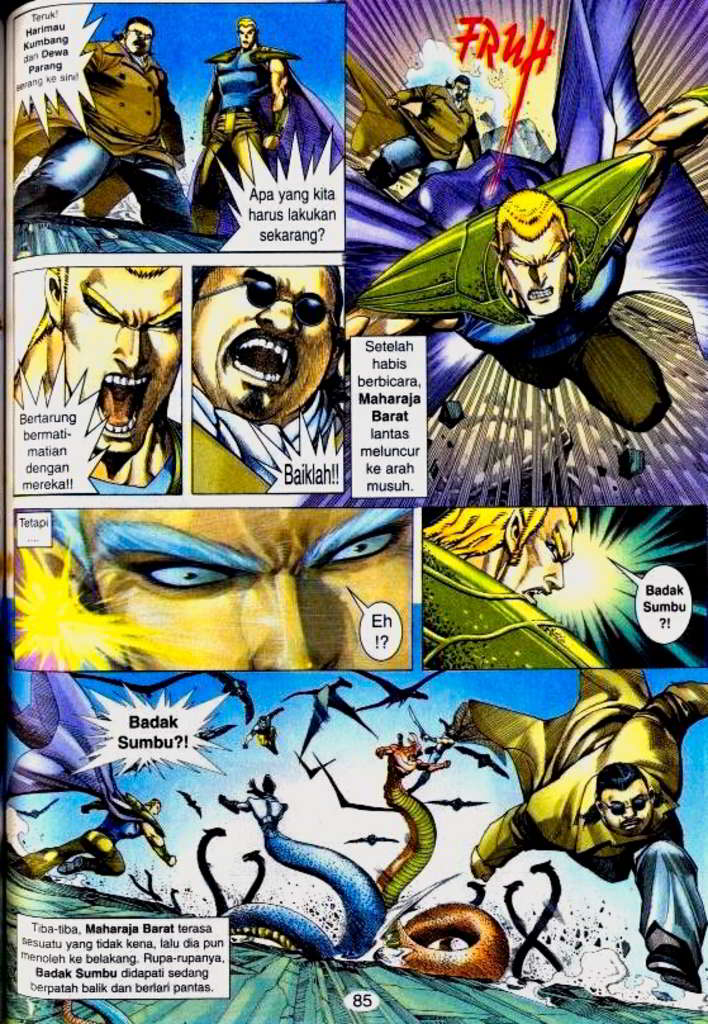 Teruk!
Harimau
Kumbang
dan Dewa
Parang
serang ke sini!
Apa yang kita
harus lakukan
sekarang?
FRUH
Bertarung
bermati-
matian
dengan
mereka!!
Baiklah!!
Setelah
habis
berbicara,
Maharaja
Barat
lantas
meluncur
ke arah
musuh.
Tetapi
....
Eh
!?
Badak
Sumbu
?!
Badak
Sumbu?!
Tiba-tiba, Maharaja Barat terasa
sesuatu yang tidak kena, lalu dia pun
menoleh ke belakang. Rupa-rupanya,
Badak Sumbu didapati sedang
berpatah balik dan berlari pantas.
85